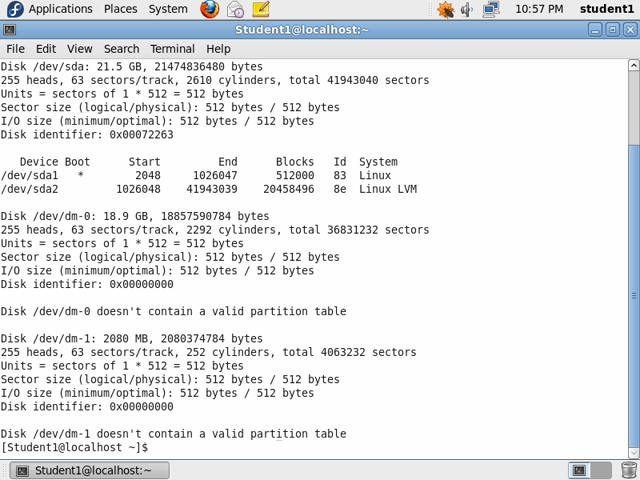 Applications Places System 10:57 PM student1
Student1@localhost:~
File Edit View Search Terminal Help
Disk /dev/sda: 21.5 GB, 21474836480 bytes
255 heads, 63 sectors/track, 2610 cylinders, total 41943040 sectors
Units = sectors of 1 * 512 = 512 bytes
Sector size (logical/physical): 512 bytes / 512 bytes
I/O size (minimum/optimal): 512 bytes / 512 bytes
Disk identifier: 0x00072263
Device Boot Start End Blocks Id System
/dev/sda1 * 2048 1026047 512000 83 Linux
/dev/sda2 1026048 41943039 20458496 8e Linux LVM
Disk /dev/dm-0: 18.9 GB, 18857590784 bytes
255 heads, 63 sectors/track, 2292 cylinders, total 36831232 sectors
Units = sectors of 1 * 512 = 512 bytes
Sector size (logical/physical): 512 bytes / 512 bytes
I/O size (minimum/optimal): 512 bytes / 512 bytes
Disk identifier: 0x00000000
Disk /dev/dm-0 doesn't contain a valid partition table
Disk /dev/dm-1: 2080 MB, 2080374784 bytes
255 heads, 63 sectors/track, 252 cylinders, total 4063232 sectors
Units = sectors of 1 * 512 = 512 bytes
Sector size (logical/physical): 512 bytes / 512 bytes
I/O size (minimum/optimal): 512 bytes / 512 bytes
Disk identifier: 0x00000000
Disk /dev/dm-1 doesn't contain a valid partition table
[Student1@localhost ~]$
Student1@localhost:~